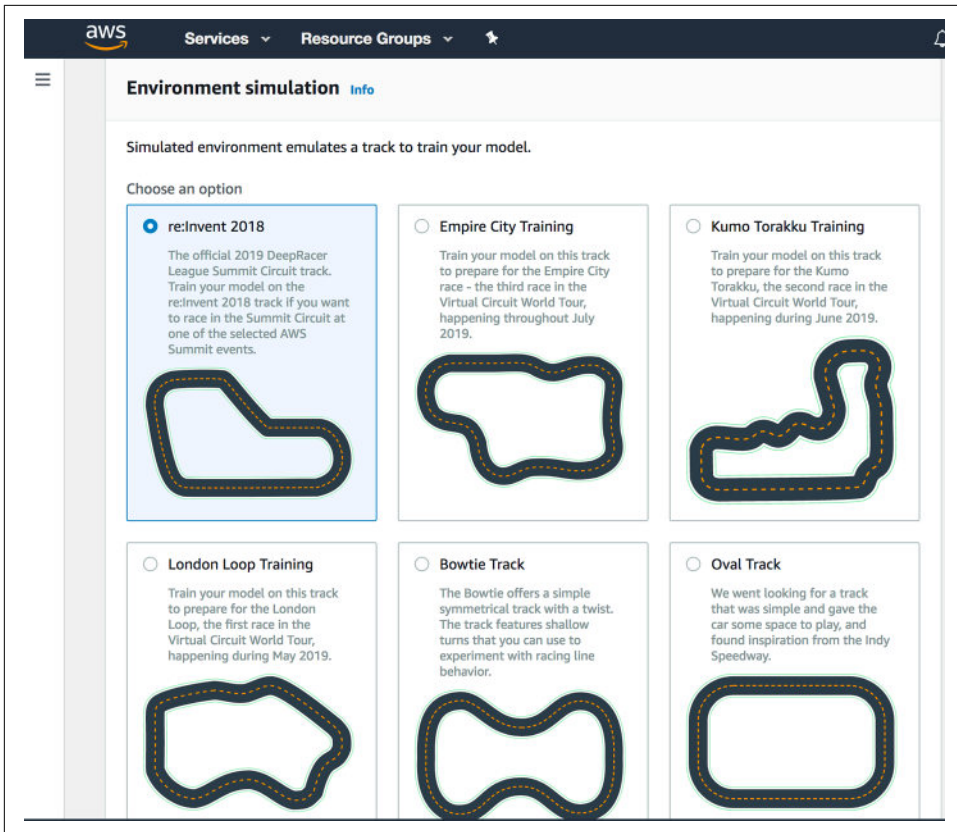 aws Services Resource Groups
Environment simulation Info
Simulated environment emulates a track to train your model.
Choose an option
re:Invent 2018
The official 2019 DeepRacer
League Summit Circuit track.
Train your model on the
re:Invent 2018 track if you want
to race in the Summit Circuit at
one of the selected AWS
Summit events.
Empire City Training
Train your model on this track
to prepare for the Empire City
race - the third race in the
Virtual Circuit World Tour,
happening throughout July
2019.
Kumo Torakku Training
Train your model on this track
to prepare for the Kumo
Torakku, the second race in the
Virtual Circuit World Tour,
happening during June 2019.
London Loop Training
Train your model on this track
to prepare for the London
Loop, the first race in the
Virtual Circuit World Tour,
happening during May 2019.
Bowtie Track
The Bowtie offers a simple
symmetrical track with a twist.
The track features shallow
turns that you can use to
experiment with racing line
behavior.
Oval Track
We went looking for a track
that was simple and gave the
car some space to play, and
found inspiration from the Indy
Speedway.